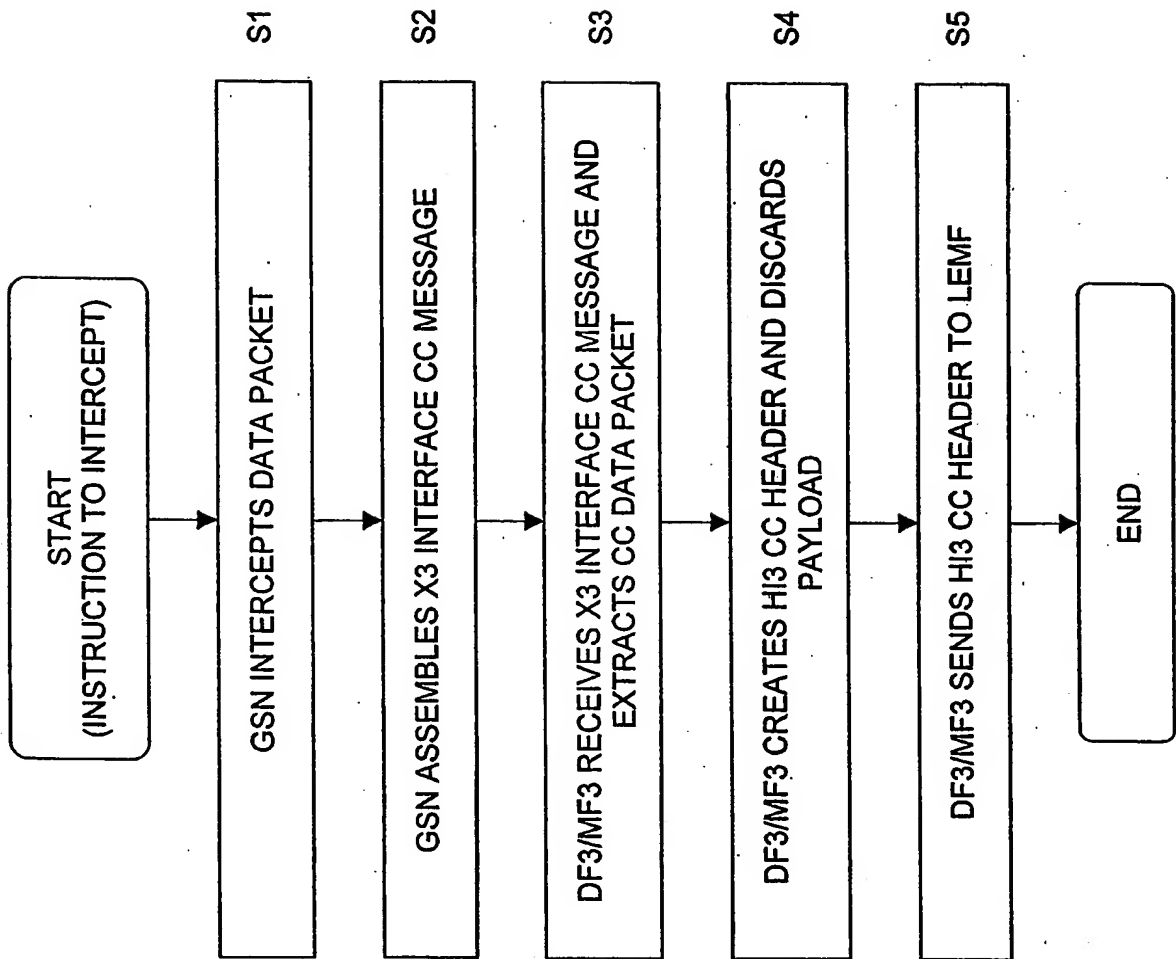 START
(INSTRUCTION TO INTERCEPT)
GSN INTERCEPTS DATA PACKET
S1
GSN ASSEMBLES X3 INTERFACE CC MESSAGE
S2
DF3/MF3 RECEIVES X3 INTERFACE CC MESSAGE AND
EXTRACTS CC DATA PACKET
S3
DF3/MF3 CREATES HI3 CC HEADER AND DISCARDS
PAYLOAD
S4
DF3/MF3 SENDS HI3 CC HEADER TO LEMF
S5
END